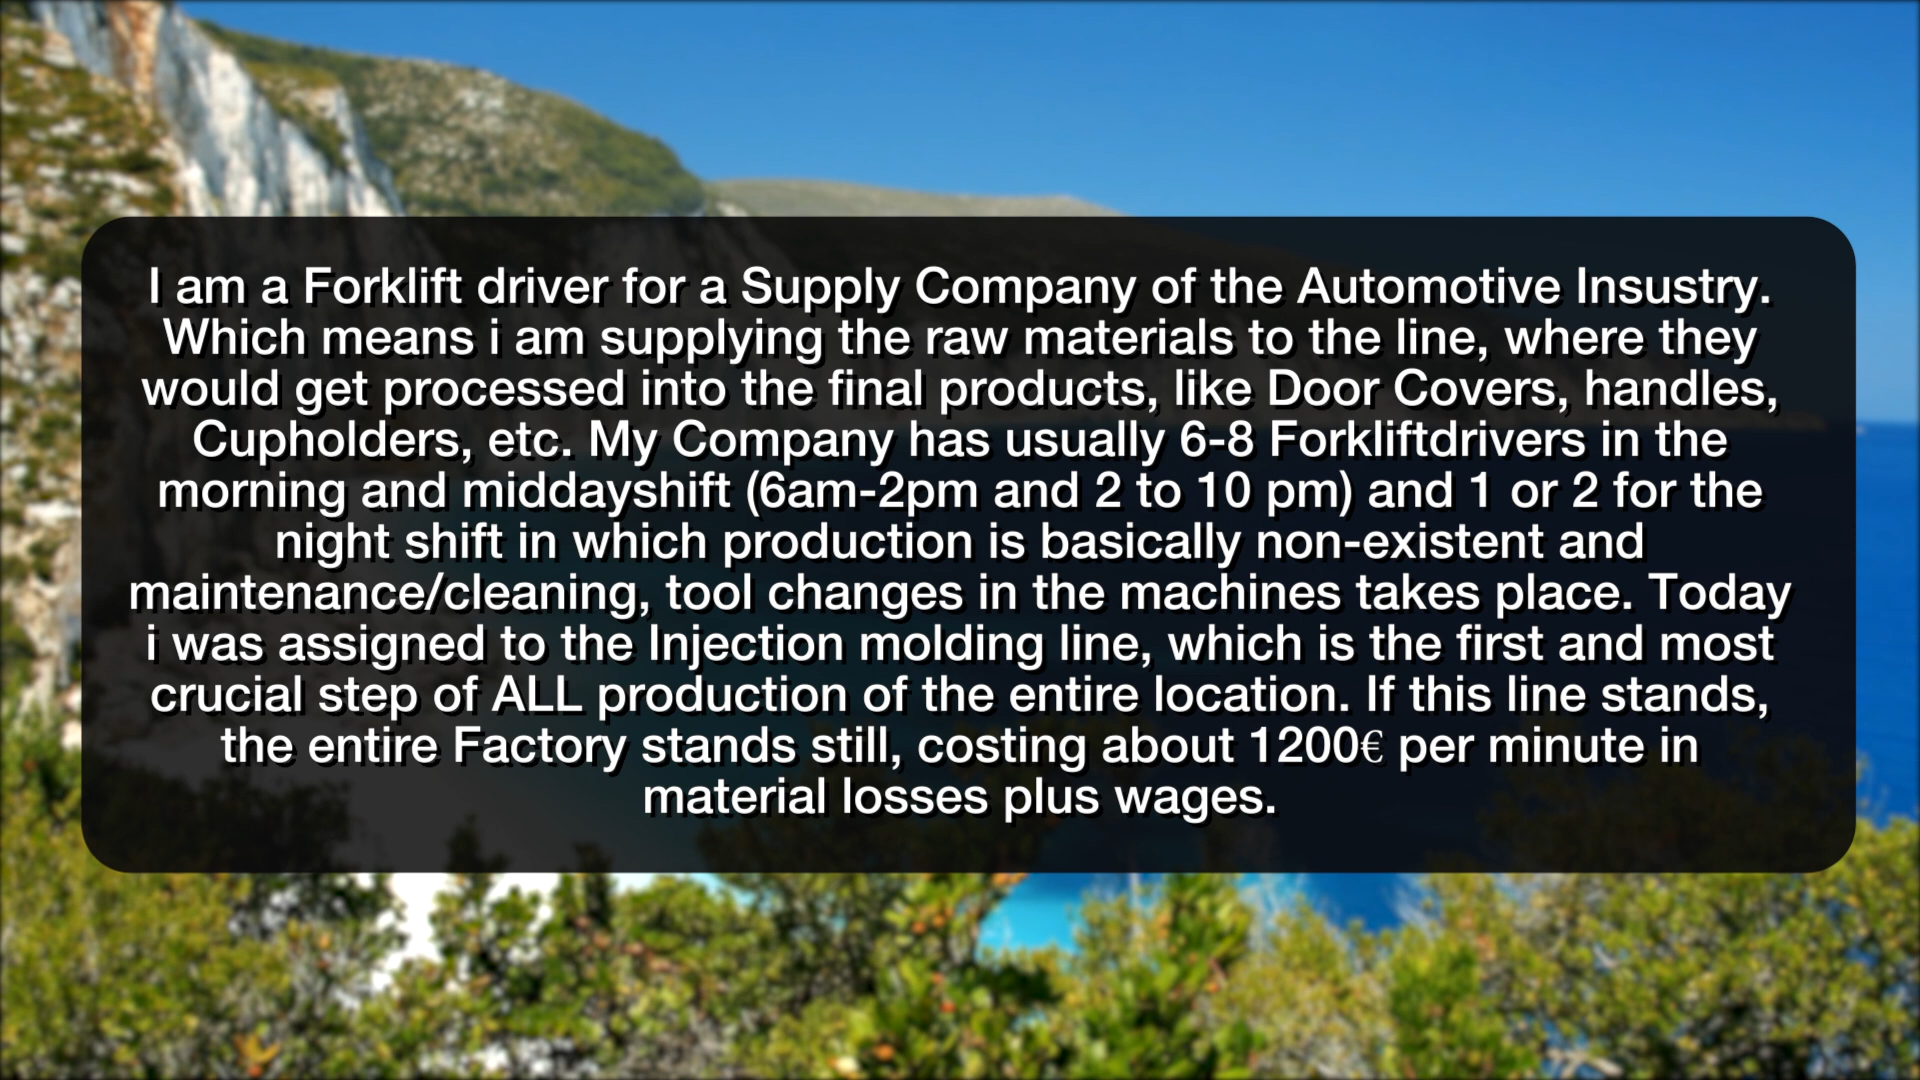 I am a Forklift driver for a Supply Company of the Automotive Insustry.
Which means i am supplying the raw materials to the line, where they
would get processed into the final products, like Door Covers, handles,
Cupholders, etc. My Company has usually 6-8 Forkliftdrivers in the
morning and middayshift (6am-2pm and 2 to 10 pm) and 1 or 2 for the
night shift in which production is basically non-existent and
maintenance/cleaning, tool changes in the machines takes place. Today
i was assigned to the Injection molding line, which is the first and most
crucial step of ALL production of the entire location. If this line stands,
the entire Factory stands still, costing about 1200€ per minute in
material losses plus wages.